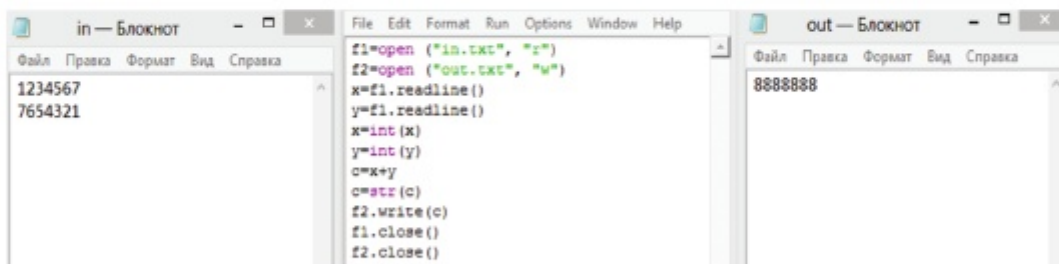 in — Блокнот
Файл Правка Формат Вид Справка
1234567
7654321
File Edit Format Run Options Window Help
f1=open ("in.txt", "r")
f2=open ("out.txt", "w")
x=f1.readline()
y=f1.readline()
x=int(x)
y=int(y)
c=x+y
c=str(c)
f2.write(c)
f1.close()
f2.close()
out — Блокнот
Файл Правка Формат Вид Справка
8888888